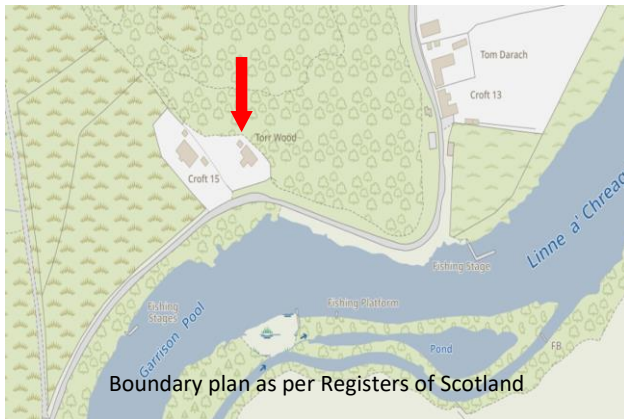 Tom Darach
Croft 13
Torr Wood
Croft 15
Linne a' Chreac
Fishing Stage
Fishing
Stages
Fishing Platform
Garrison Pool
Pond
FB
Boundary plan as per Registers of Scotland